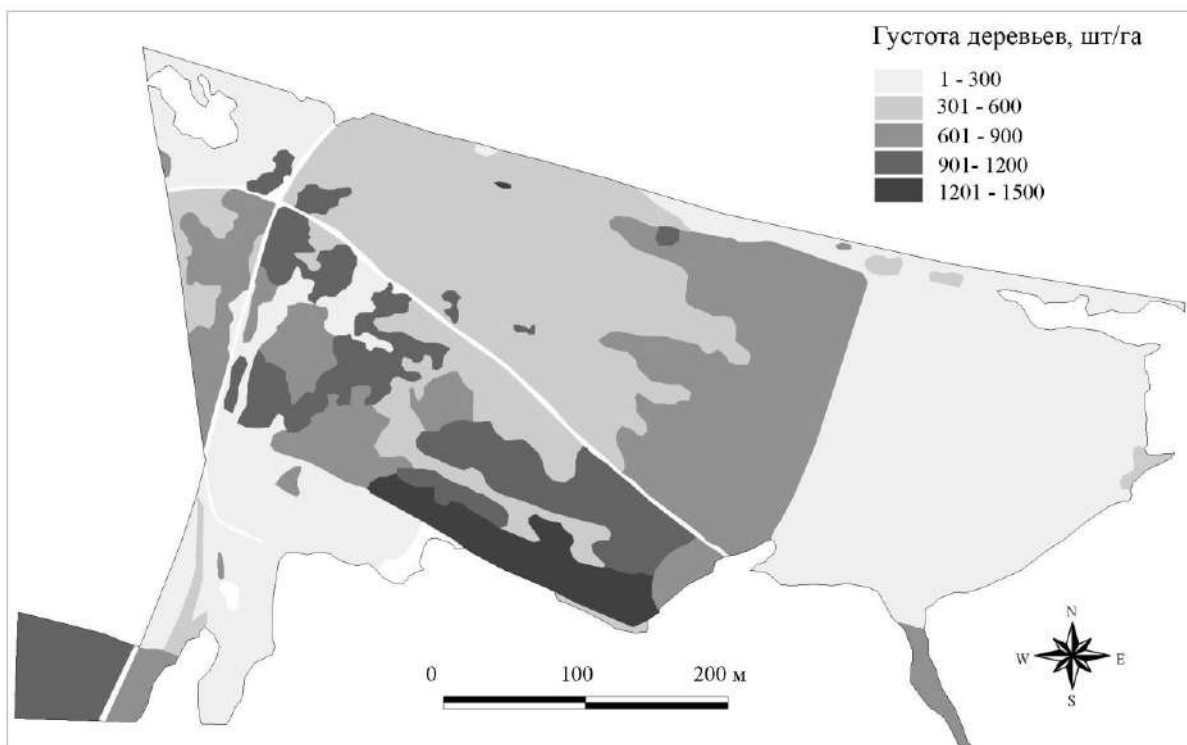 Густота деревьев, шт/га
1 - 300
301 - 600
601 - 900
901- 1200
1201 - 1500
N
W E
S
0 100 200 м